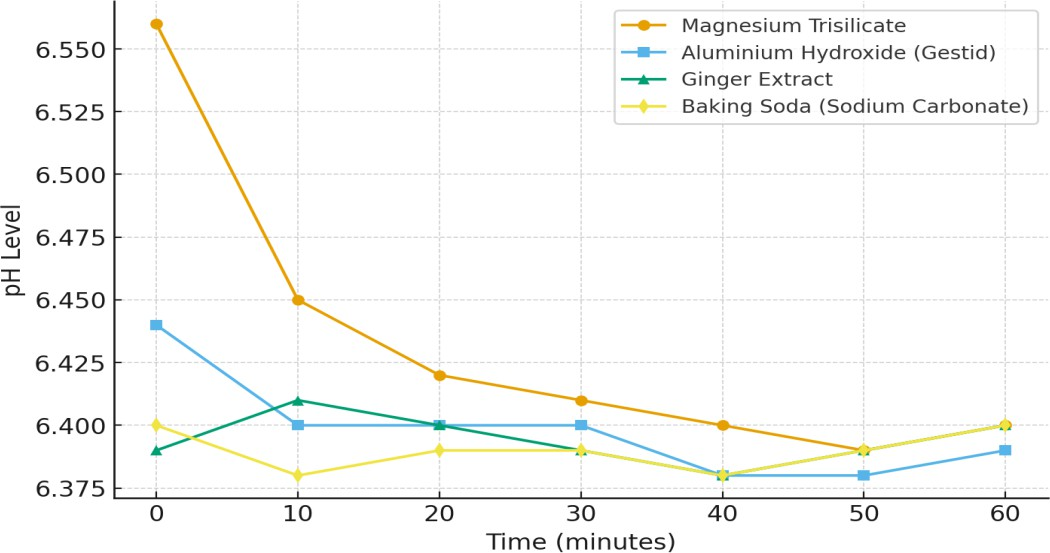 Magnesium Trisilicate
Aluminium Hydroxide (Gestid)
Ginger Extract
Baking Soda (Sodium Carbonate)
pH Level
6.550
6.525
6.500
6.475
6.450
6.425
6.400
6.375
0 10 20 30 40 50 60
Time (minutes)